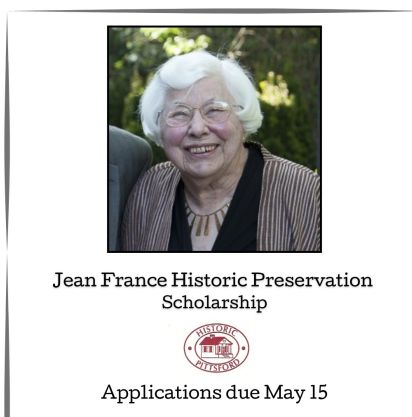 Jean France Historic Preservation
Scholarship
HISTORIC
PITTSFORD
Applications due May 15